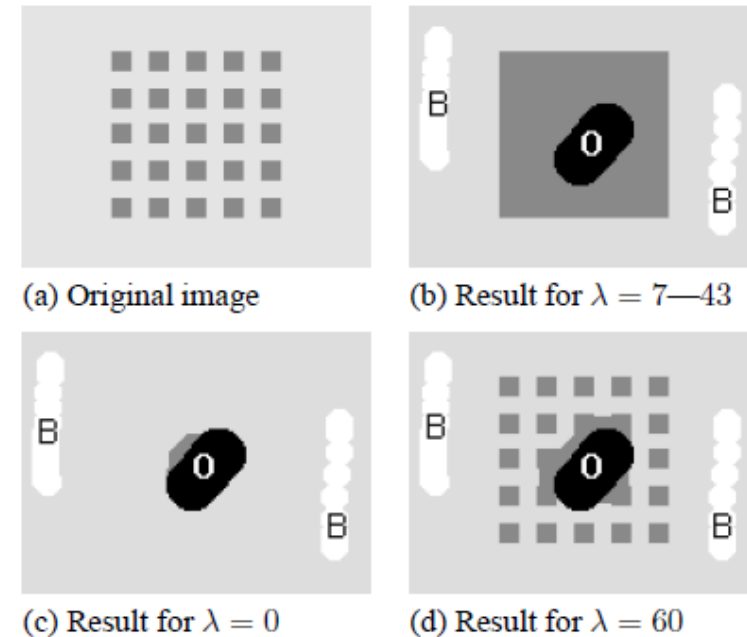 B
O
B
(a) Original image
(b) Result for λ = 7—43
B
O
B
B
O
B
(c) Result for λ = 0
(d) Result for λ = 60